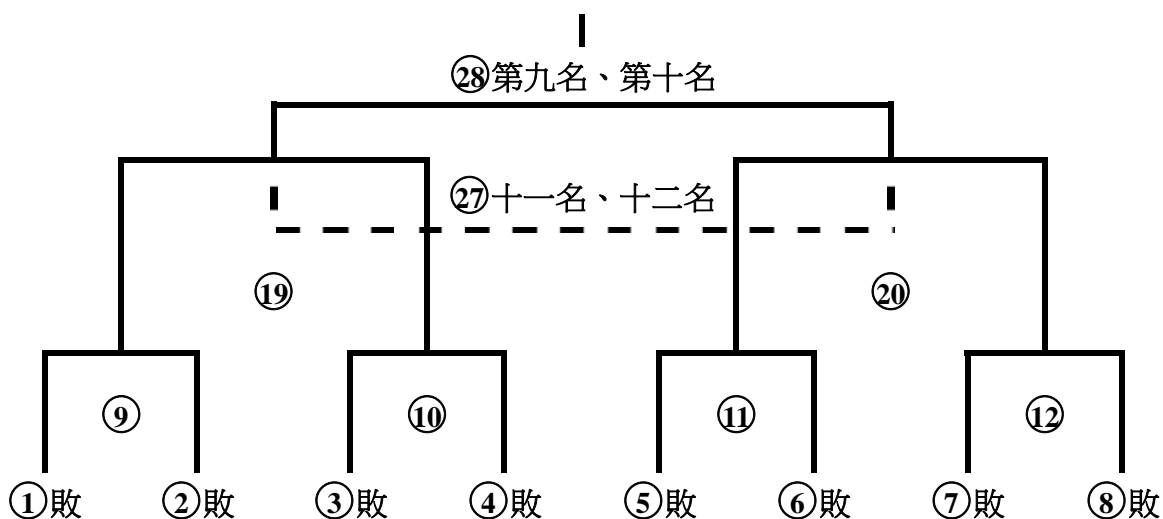 ㉘第九名、第十名
㉗十一名、十二名
⑲ ⑳
⑨ ⑩ ⑪ ⑫
①敗 ②敗 ③敗 ④敗 ⑤敗 ⑥敗 ⑦敗 ⑧敗